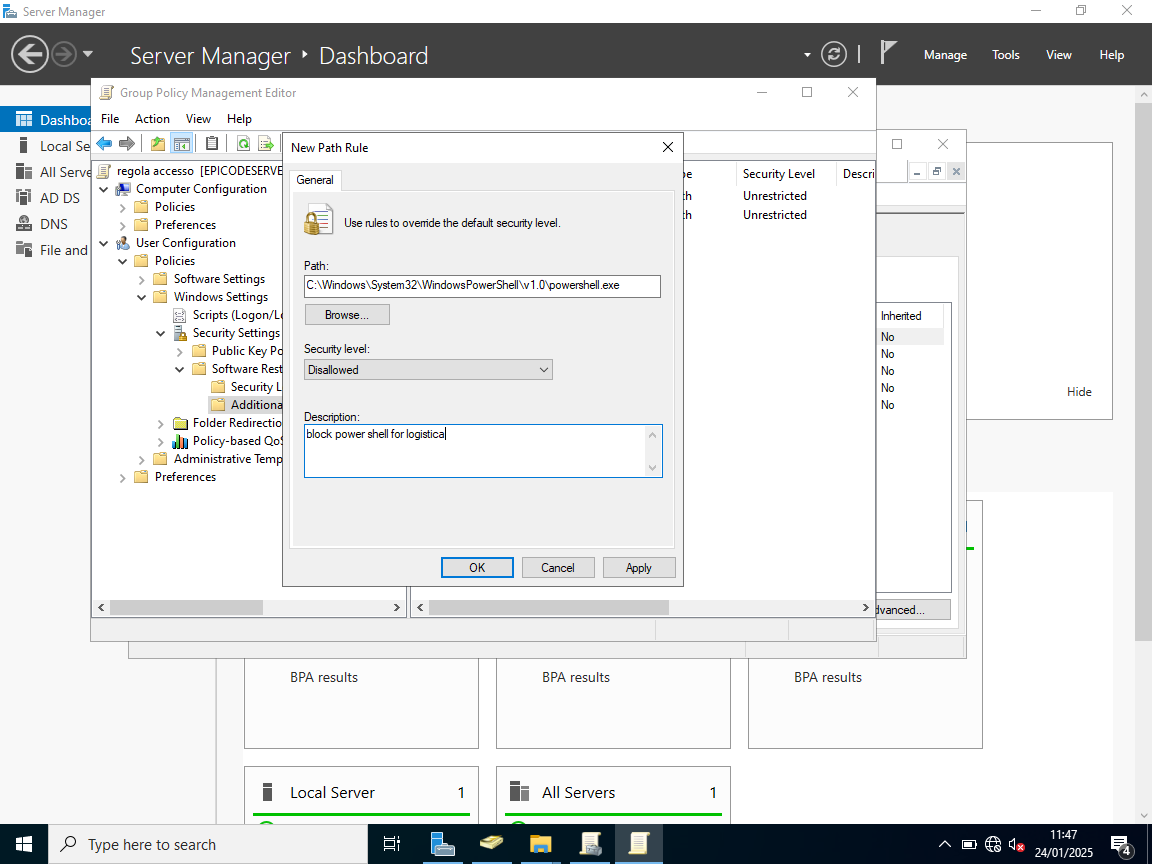 Server Manager
Server Manager
Dashboard
Manage
Tools
View
Help
Dashboa
Local Se
All Serve
AD DS
DNS
File and
Group Policy Management Editor
File
Action
View
Help
regola accesso [EPICODESERVE
Computer Configuration
Policies
Preferences
User Configuration
Policies
Software Settings
Windows Settings
Scripts (Logon/Lo
Security Settings
Public Key Po
Software Rest
Security L
Additiona
Folder Redirectio
Policy-based QoS
Administrative Temp
Preferences
pe
Security Level
Descri
th
Unrestricted
th
Unrestricted
New Path Rule
General
Use rules to override the default security level.
Path:
C:\Windows\System32\WindowsPowerShell\v1.0\powershell.exe
Browse...
Security level:
Disallowed
Description:
block power shell for logistica
OK
Cancel
Apply
Inherited
No
No
No
No
No
dvanced...
Hide
BPA results
BPA results
BPA results
Local Server
1
All Servers
1
Type here to search
11:47
24/01/2025
4